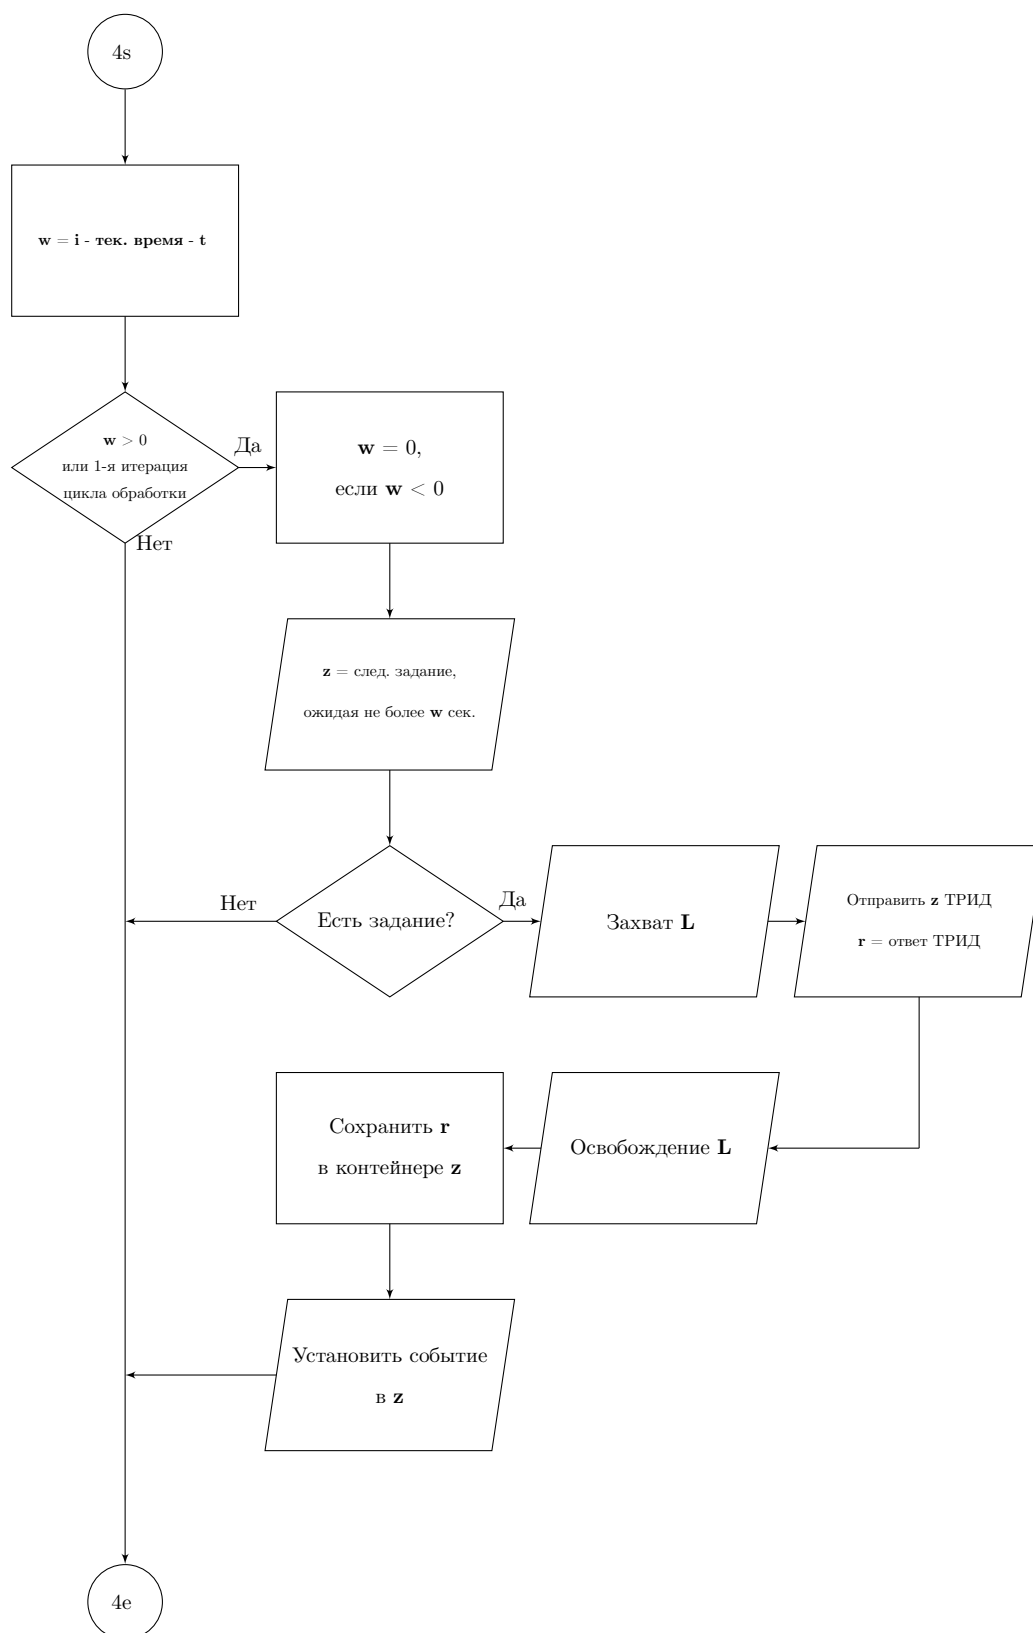 4s
w = i - тек. время - t
w > 0
или 1-я итерация
цикла обработки
Да
Нет
w = 0,
если w < 0
z = след. задание,
ожидая не более w сек.
Нет
Есть задание?
Да
Захват L
Отправить z ТРИД
r = ответ ТРИД
Сохранить r
в контейнере z
Освобождение L
Установить событие
в z
4e